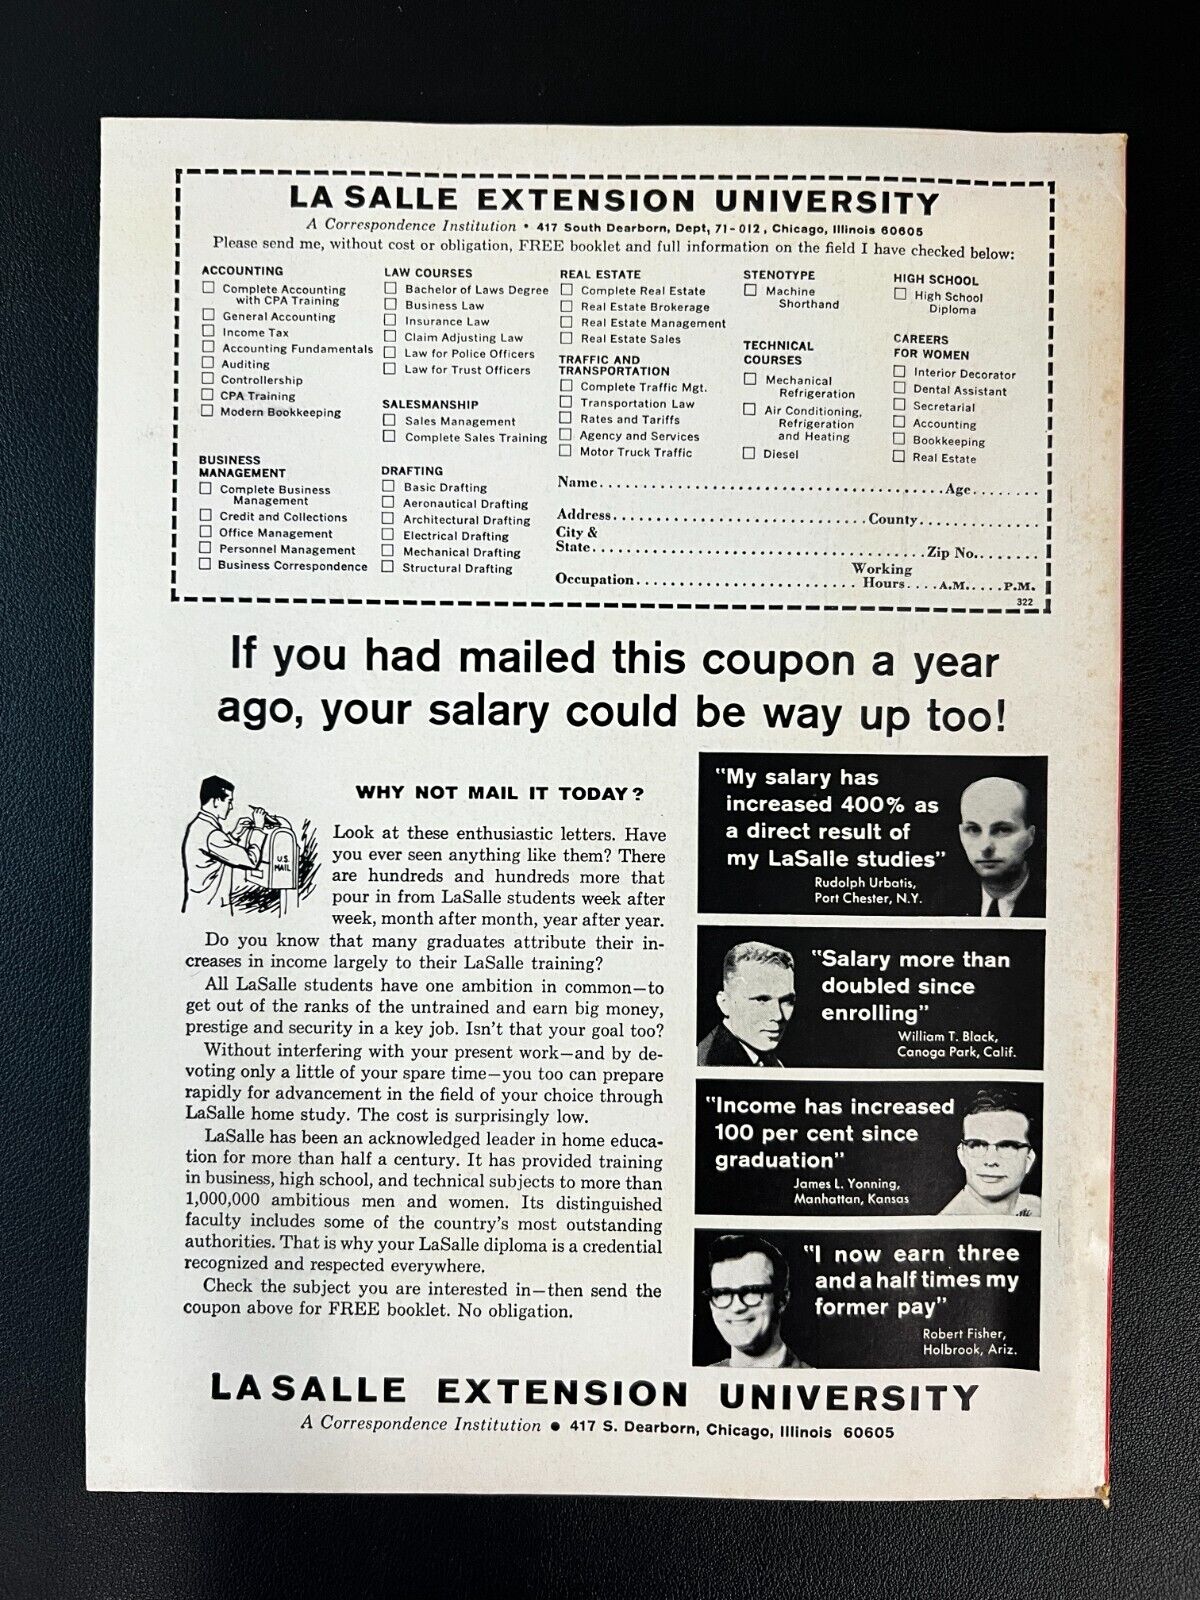 LA SALLE EXTENSION UNIVERSITY
A Correspondence Institution • 417 South Dearborn, Dept, 71-012, Chicago, Illinois 60605
Please send me, without cost or obligation, FREE booklet and full information on the field I have checked below:
ACCOUNTING
Complete Accounting
with CPA Training
General Accounting
Income Tax
Accounting Fundamentals
Auditing
Controllership
CPA Training
Modern Bookkeeping
BUSINESS
MANAGEMENT
Complete Business
Management
Credit and Collections
Office Management
Personnel Management
Business Correspondence
LAW COURSES
Bachelor of Laws Degree
Business Law
Insurance Law
Claim Adjusting Law
Law for Police Officers
Law for Trust Officers
SALESMANSHIP
Sales Management
Complete Sales Training
DRAFTING
Basic Drafting
Aeronautical Drafting
Architectural Drafting
Electrical Drafting
Mechanical Drafting
Structural Drafting
REAL ESTATE
Complete Real Estate
Real Estate Brokerage
Real Estate Management
Real Estate Sales
TRAFFIC AND
TRANSPORTATION
Complete Traffic Mgt.
Transportation Law
Rates and Tariffs
Agency and Services
Motor Truck Traffic
STENOTYPE
Machine
Shorthand
TECHNICAL
COURSES
Mechanical
Refrigeration
Air Conditioning,
Refrigeration
and Heating
Diesel
HIGH SCHOOL
High School
Diploma
CAREERS
FOR WOMEN
Interior Decorator
Dental Assistant
Secretarial
Accounting
Bookkeeping
Real Estate
Name........................................Age........
Address............................County..............
City &
State.....................................Zip No........
Working
Occupation........................... Hours....A.M.....P.M.
322
If you had mailed this coupon a year
ago, your salary could be way up too!
WHY NOT MAIL IT TODAY?
U.S.
MAIL
Look at these enthusiastic letters. Have
you ever seen anything like them? There
are hundreds and hundreds more that
pour in from LaSalle students week after
week, month after month, year after year.
Do you know that many graduates attribute their in-
creases in income largely to their LaSalle training?
All LaSalle students have one ambition in common—to
get out of the ranks of the untrained and earn big money,
prestige and security in a key job. Isn't that your goal too?
Without interfering with your present work—and by de-
voting only a little of your spare time—you too can prepare
rapidly for advancement in the field of your choice through
LaSalle home study. The cost is surprisingly low.
LaSalle has been an acknowledged leader in home educa-
tion for more than half a century. It has provided training
in business, high school, and technical subjects to more than
1,000,000 ambitious men and women. Its distinguished
faculty includes some of the country's most outstanding
authorities. That is why your LaSalle diploma is a credential
recognized and respected everywhere.
Check the subject you are interested in—then send the
coupon above for FREE booklet. No obligation.
"My salary has
increased 400% as
a direct result of
my LaSalle studies"
Rudolph Urbatis,
Port Chester, N.Y.
"Salary more than
doubled since
enrolling"
William T. Black,
Canoga Park, Calif.
"Income has increased
100 per cent since
graduation"
James L. Yonning,
Manhattan, Kansas
"I now earn three
and a half times my
former pay"
Robert Fisher,
Holbrook, Ariz.
LA SALLE EXTENSION UNIVERSITY
A Correspondence Institution • 417 S. Dearborn, Chicago, Illinois 60605